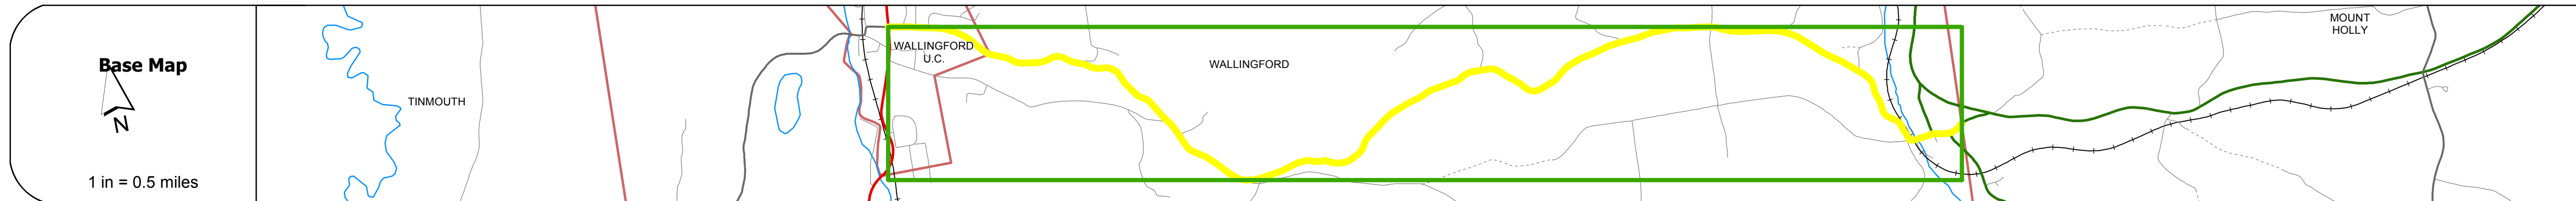 Base Map
N
1 in = 0.5 miles
TINMOUTH
WALLINGFORD
U.C.
WALLINGFORD
MOUNT
HOLLY